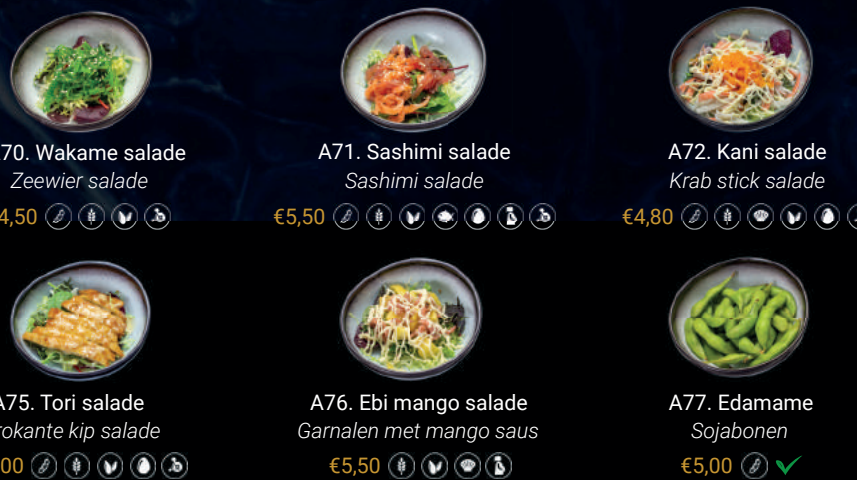 70. Wakame salade
Zeewier salade
4,50
A71. Sashimi salade
Sashimi salade
€5,50
A72. Kani salade
Krab stick salade
€4,80
A75. Tori salade
rokante kip salade
00
A76. Ebi mango salade
Garnalen met mango saus
€5,50
A77. Edamame
Sojabonen
€5,00